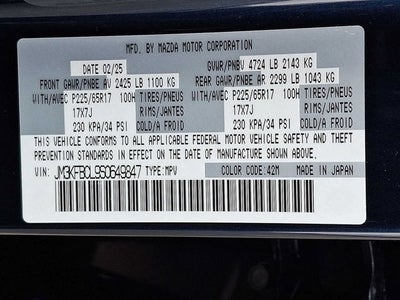 MFD. BY MAZDA MOTOR CORPORATION
DATE 02/25 GVWR/PNBV 4724 LB 2143 KG
FRONT GAWR/PNBE AV 2425 LB 1100 KG REAR GAWR/PNBE AR 2299 LB 1043 KG
WITH/AVEC P225/65R17 100H TIRES/PNEUS WITH/AVEC P225/65R17 100H TIRES/PNEUS
17X7J RIMS/JANTES 17X7J RIMS/JANTES
230 KPA/34 PSI COLD/A FROID 230 KPA/34 PSI COLD/A FROID
THIS VEHICLE CONFORMS TO ALL APPLICABLE FEDERAL MOTOR VEHICLE SAFETY AND THEFT
PREVENTION STANDARDS IN EFFECT ON THE DATE OF MANUFACTURE SHOWN ABOVE.
VIN: JM3KFBCL9S0649847 TYPE:MPV COLOR CODE:42M MADE IN JAPAN